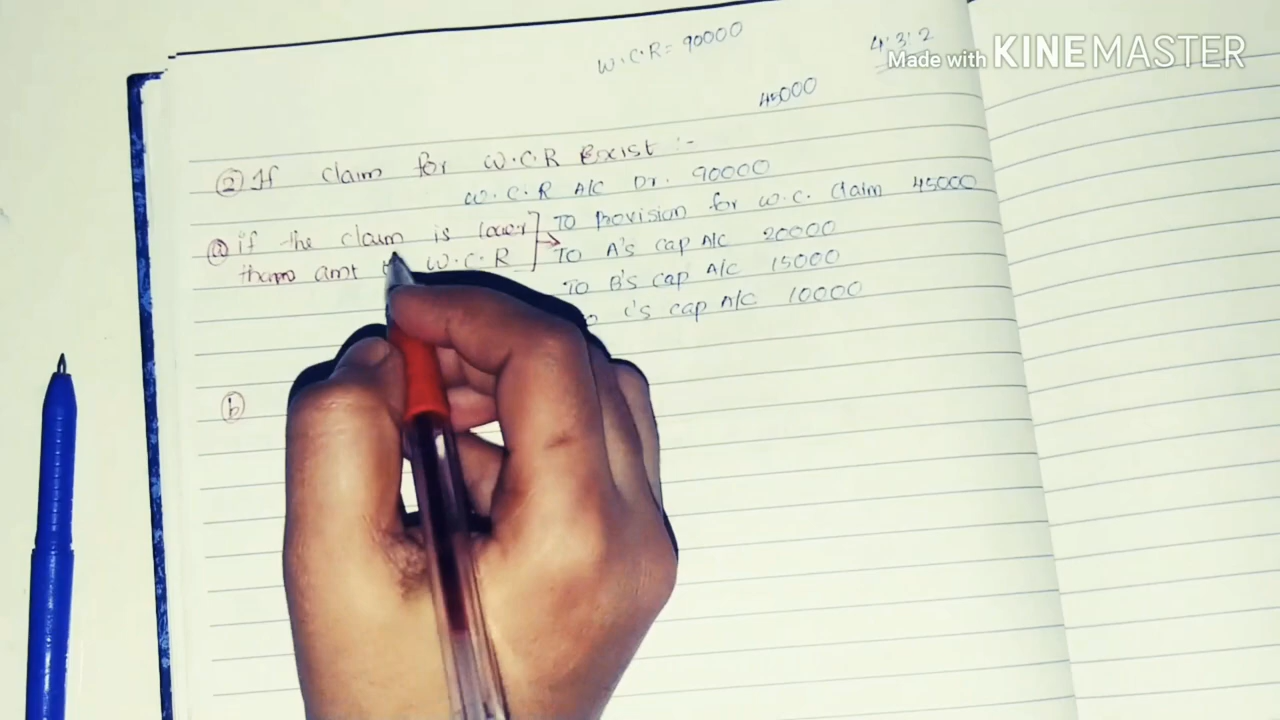 W.C.R = 90000
4:3:2
Made with KINEMASTER
45000
② If claim for W.C.R Exist :-
W.C.R A/C Dr. 90000
TO Provision for W.C. Claim 45000
ⓐ if the claim is lower
TO A's cap A/C 20000
amt W.C.R
TO B's cap A/C 15000
C's cap A/C 10000
ⓑ